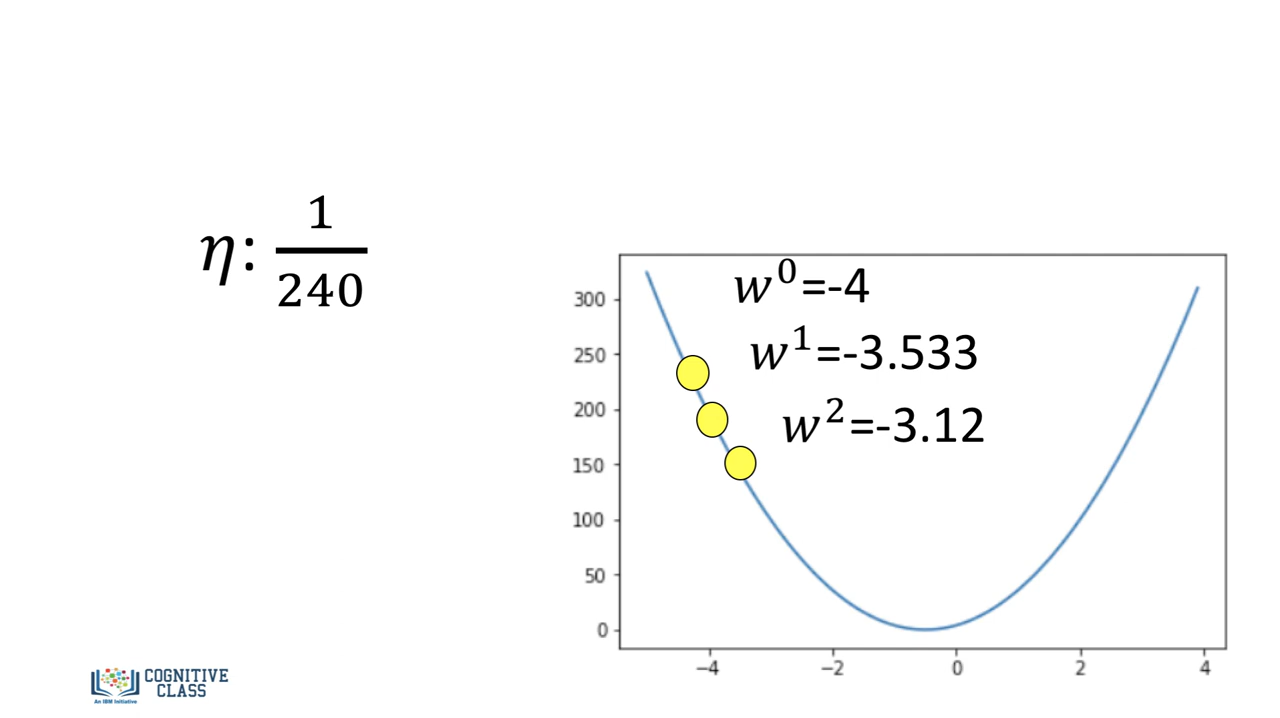 η: 1/240
w⁰=-4
w¹=-3.533
w²=-3.12
300
250
200
150
100
50
0
−4 −2 0 2 4
COGNITIVE
CLASS
An IBM Initiative